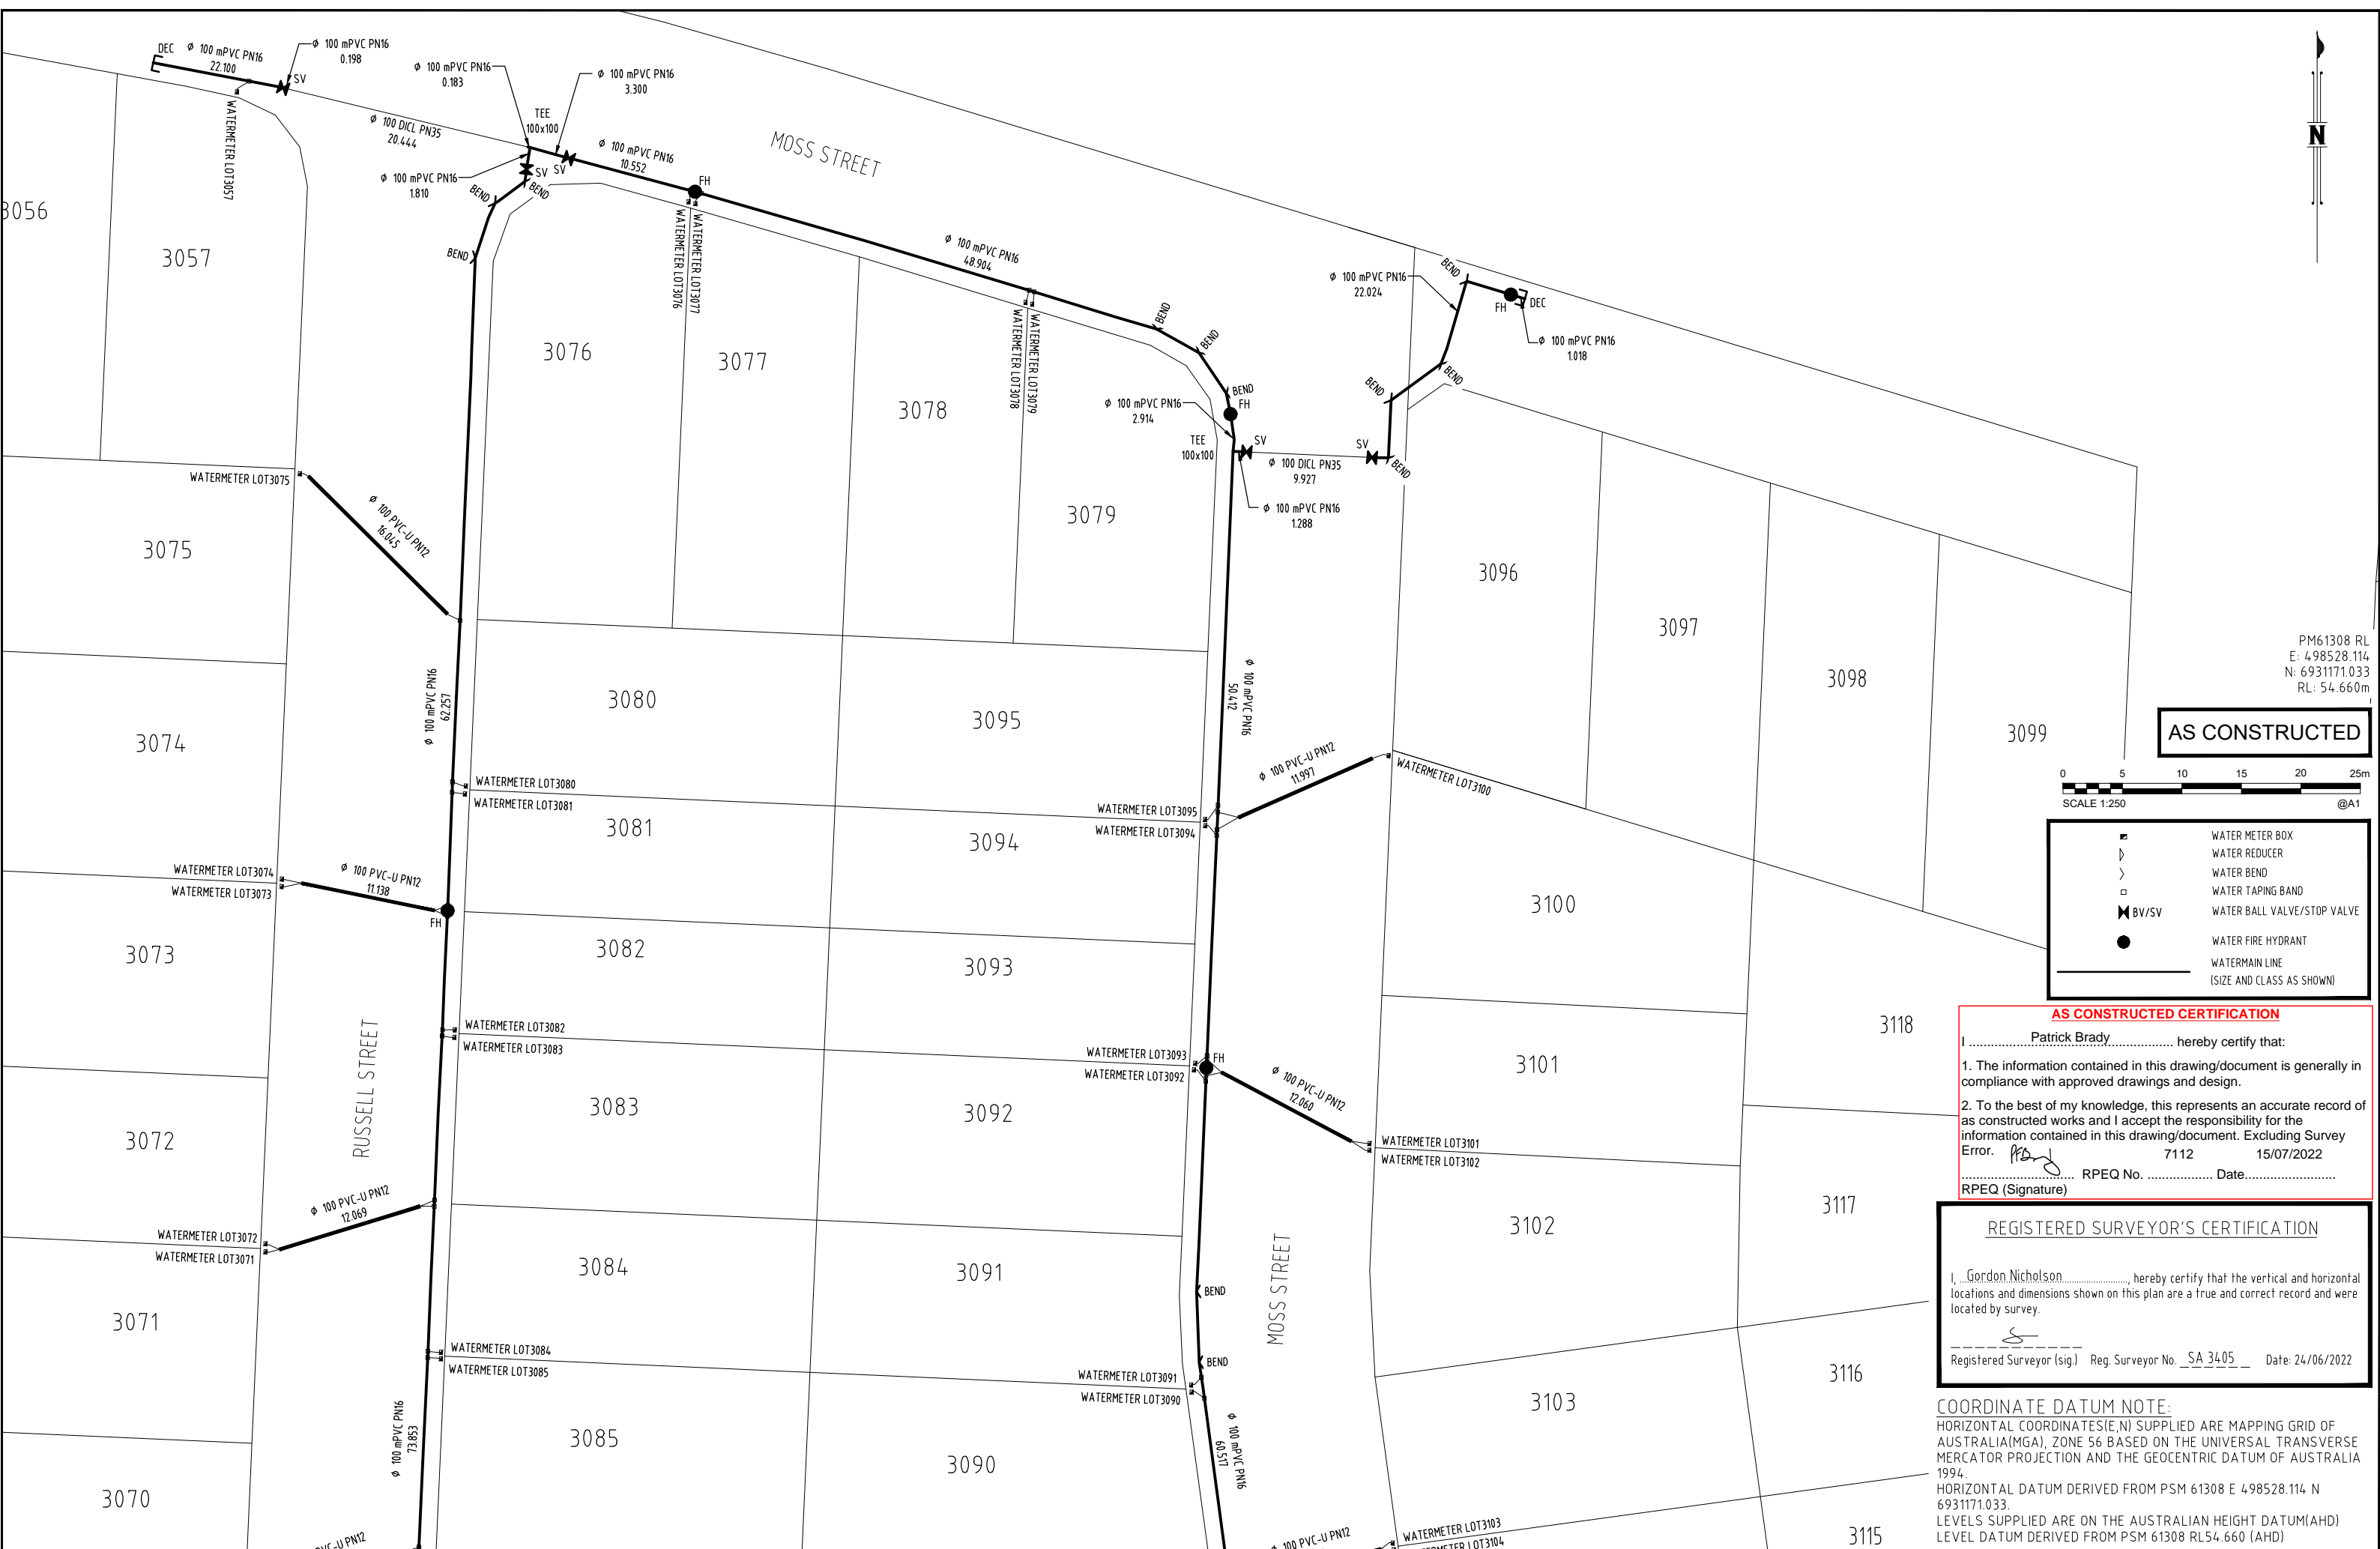 DEC
φ 100 mPVC PN16
22.100
φ 100 mPVC PN16
0.198
SV
φ 100 mPVC PN16
0.183
φ 100 mPVC PN16
3.300
TEE
100x100
φ 100 DICL PN35
20.444
WATERMETER LOT3057
φ 100 mPVC PN16
1.810
SV
SV
BEND
BEND
BEND
φ 100 mPVC PN16
10.552
FH
MOSS STREET
N
3056
3057
WATERMETER LOT3076
WATERMETER LOT3077
φ 100 mPVC PN16
48.904
3076
3077
3078
WATERMETER LOT3078
WATERMETER LOT3079
3079
BEND
BEND
BEND
FH
φ 100 mPVC PN16
2.914
TEE
100x100
SV
φ 100 DICL PN35
9.927
SV
BEND
φ 100 mPVC PN16
1.288
φ 100 mPVC PN16
22.024
BEND
BEND
BEND
FH
DEC
φ 100 mPVC PN16
1.018
WATERMETER LOT3075
φ 100 PVC-U PN12
16.045
3075
3096
3097
3098
3099
PM61308 RL
E: 498528.114
N: 6931171.033
RL: 54.660m
AS CONSTRUCTED
0 5 10 15 20 25m
SCALE 1:250 @A1
φ 100 mPVC PN16
62.257
3080
3095
φ 100 mPVC PN16
50.412
3074
WATERMETER LOT3080
WATERMETER LOT3081
3081
3094
WATERMETER LOT3095
WATERMETER LOT3094
φ 100 PVC-U PN12
11.997
WATERMETER LOT3100
WATERMETER LOT3074
WATERMETER LOT3073
φ 100 PVC-U PN12
11.138
FH
3100
WATER METER BOX
WATER REDUCER
WATER BEND
WATER TAPING BAND
BV/SV WATER BALL VALVE/STOP VALVE
WATER FIRE HYDRANT
WATERMAIN LINE
(SIZE AND CLASS AS SHOWN)
3073
3082
3093
3118
WATERMETER LOT3082
WATERMETER LOT3083
WATERMETER LOT3093
WATERMETER LOT3092
FH
φ 100 PVC-U PN12
12.060
3101
WATERMETER LOT3101
WATERMETER LOT3102
AS CONSTRUCTED CERTIFICATION
I Patrick Brady hereby certify that:
1. The information contained in this drawing/document is generally in
compliance with approved drawings and design.
2. To the best of my knowledge, this represents an accurate record of
as constructed works and I accept the responsibility for the
information contained in this drawing/document. Excluding Survey
Error. 7112 15/07/2022
RPEQ No. Date
RPEQ (Signature)
3072
RUSSELL STREET
3083
3092
φ 100 PVC-U PN12
12.069
WATERMETER LOT3072
WATERMETER LOT3071
3102
3117
3071
3084
3091
MOSS STREET
BEND
BEND
REGISTERED SURVEYOR'S CERTIFICATION
I, Gordon Nicholson, hereby certify that the vertical and horizontal
locations and dimensions shown on this plan are a true and correct record and were
located by survey.
Registered Surveyor (sig.) Reg. Surveyor No. SA 3405 Date: 24/06/2022
WATERMETER LOT3084
WATERMETER LOT3085
WATERMETER LOT3091
WATERMETER LOT3090
3103
3116
φ 100 mPVC PN16
73.853
3085
3090
φ 100 mPVC PN16
60.517
3070
COORDINATE DATUM NOTE:
HORIZONTAL COORDINATES(E,N) SUPPLIED ARE MAPPING GRID OF
AUSTRALIA(MGA), ZONE 56 BASED ON THE UNIVERSAL TRANSVERSE
MERCATOR PROJECTION AND THE GEOCENTRIC DATUM OF AUSTRALIA
1994.
HORIZONTAL DATUM DERIVED FROM PSM 61308 E 498528.114 N
6931171.033.
LEVELS SUPPLIED ARE ON THE AUSTRALIAN HEIGHT DATUM(AHD)
LEVEL DATUM DERIVED FROM PSM 61308 RL54.660 (AHD)
φ 100 PVC-U PN12
WATERMETER LOT3103
WATERMETER LOT3104
3115